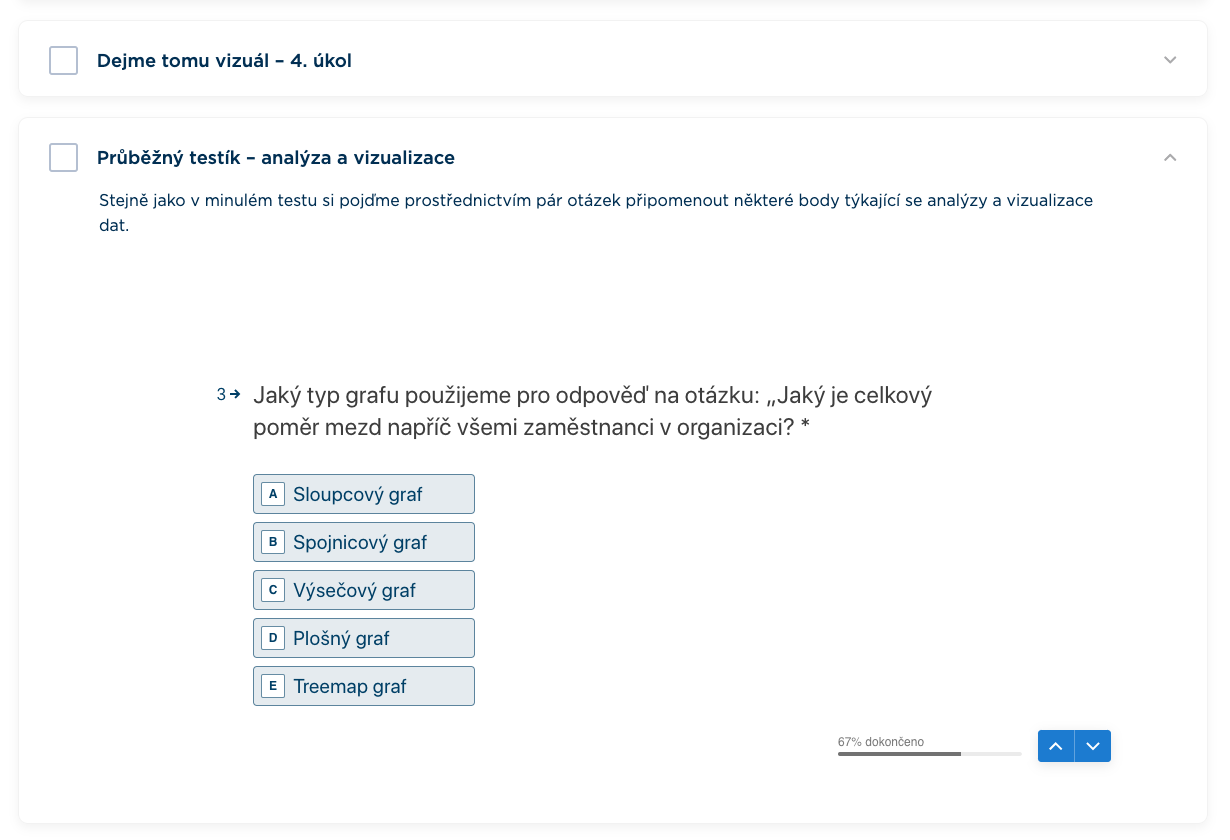 Dejme tomu vizuál – 4. úkol
Průběžný testík – analýza a vizualizace
Stejně jako v minulém testu si pojďme prostřednictvím pár otázek připomenout některé body týkající se analýzy a vizualizace
dat.
3 → Jaký typ grafu použijeme pro odpověď na otázku: „Jaký je celkový
poměr mezd napříč všemi zaměstnanci v organizaci? *
A Sloupcový graf
B Spojnicový graf
C Výsečový graf
D Plošný graf
E Treemap graf
67% dokončeno